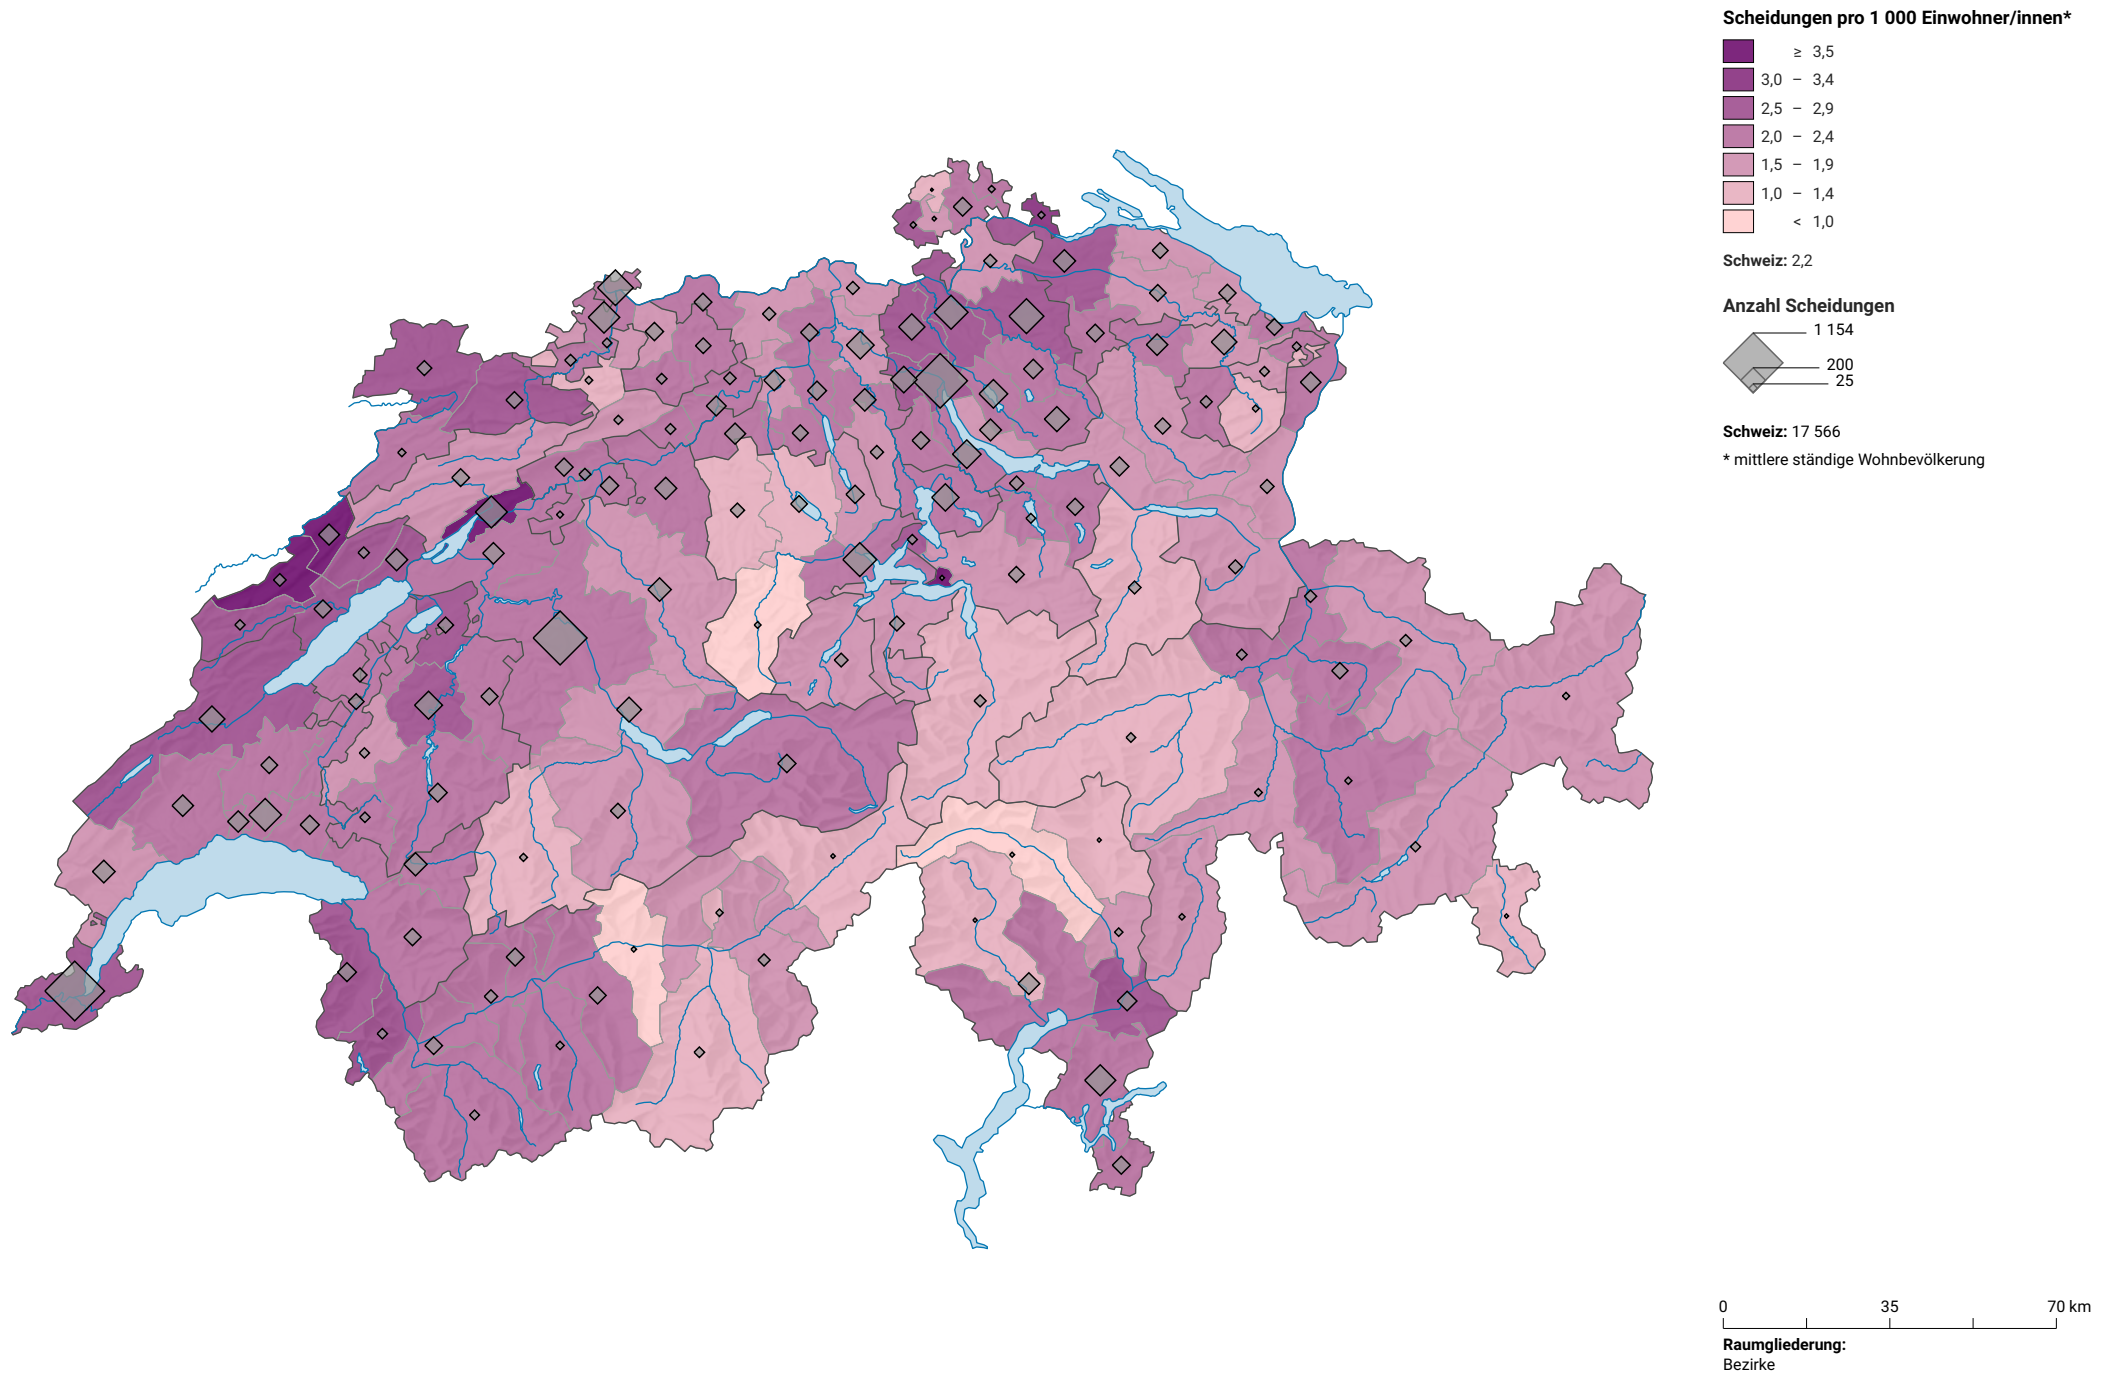 Scheidungen pro 1 000 Einwohner/innen*
≥ 3,5
3,0 – 3,4
2,5 – 2,9
2,0 – 2,4
1,5 – 1,9
1,0 – 1,4
< 1,0
Schweiz: 2,2
Anzahl Scheidungen
1 154
200
25
Schweiz: 17 566
* mittlere ständige Wohnbevölkerung
0 35 70 km
Raumgliederung:
Bezirke